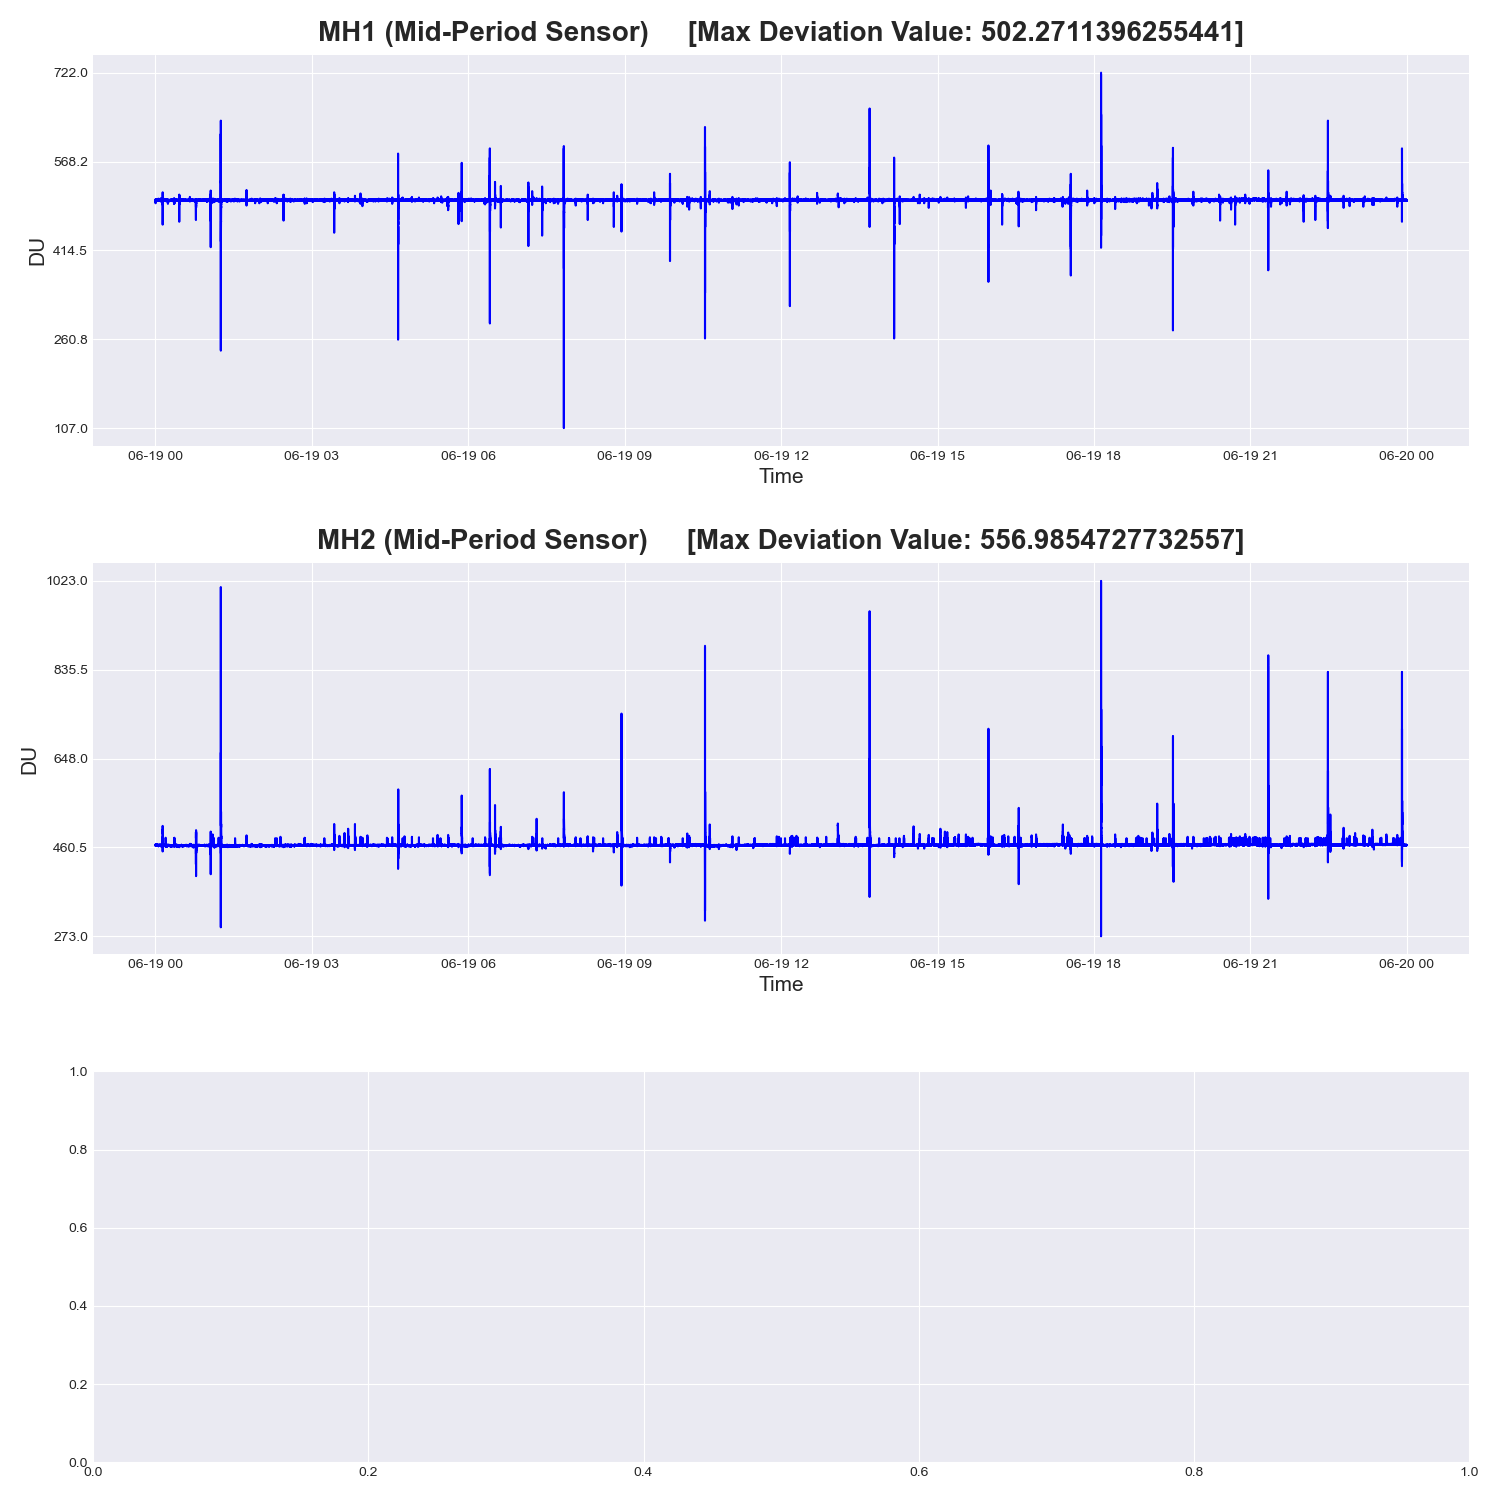 MH1 (Mid-Period Sensor) [Max Deviation Value: 502.2711396255441]
722.0
568.2
414.5
260.8
107.0
DU
06-19 00 06-19 03 06-19 06 06-19 09 06-19 12 06-19 15 06-19 18 06-19 21 06-20 00
Time
MH2 (Mid-Period Sensor) [Max Deviation Value: 556.9854727732557]
1023.0
835.5
648.0
460.5
273.0
DU
06-19 00 06-19 03 06-19 06 06-19 09 06-19 12 06-19 15 06-19 18 06-19 21 06-20 00
Time
1.0
0.8
0.6
0.4
0.2
0.0
0.0 0.2 0.4 0.6 0.8 1.0